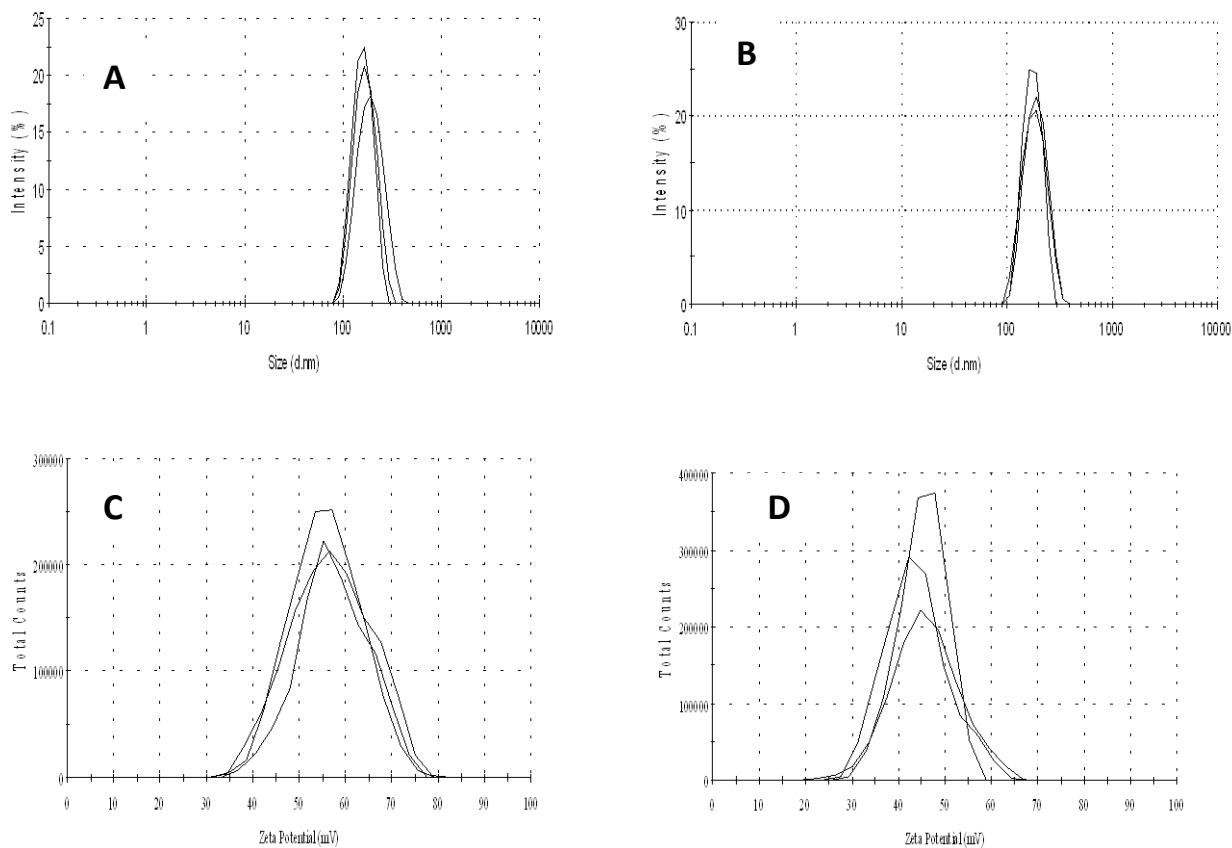 A
25
20
15
10
5
0
0.1 1 10 100 1000 10000
Intensity (%)
Size (d.nm)
B
30
20
10
0
0.1 1 10 100 1000 10000
Intensity (%)
Size (d.nm)
C
300000
200000
100000
0
0 10 20 30 40 50 60 70 80 90 100
Total Counts
Zeta Potential (mV)
D
400000
300000
200000
100000
0
0 10 20 30 40 50 60 70 80 90 100
Total Counts
Zeta Potential (mV)